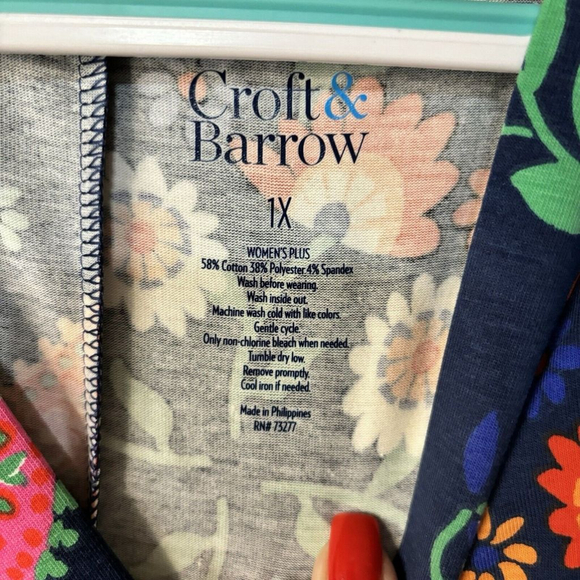 Croft&
Barrow
1X
WOMEN'S PLUS
58% Cotton 38% Polyester 4% Spandex
Wash before wearing.
Wash inside out.
Machine wash cold with like colors.
Gentle cycle.
Only non-chlorine bleach when needed.
Tumble dry low.
Remove promptly.
Cool iron if needed.
Made in Philippines
RN# 73277